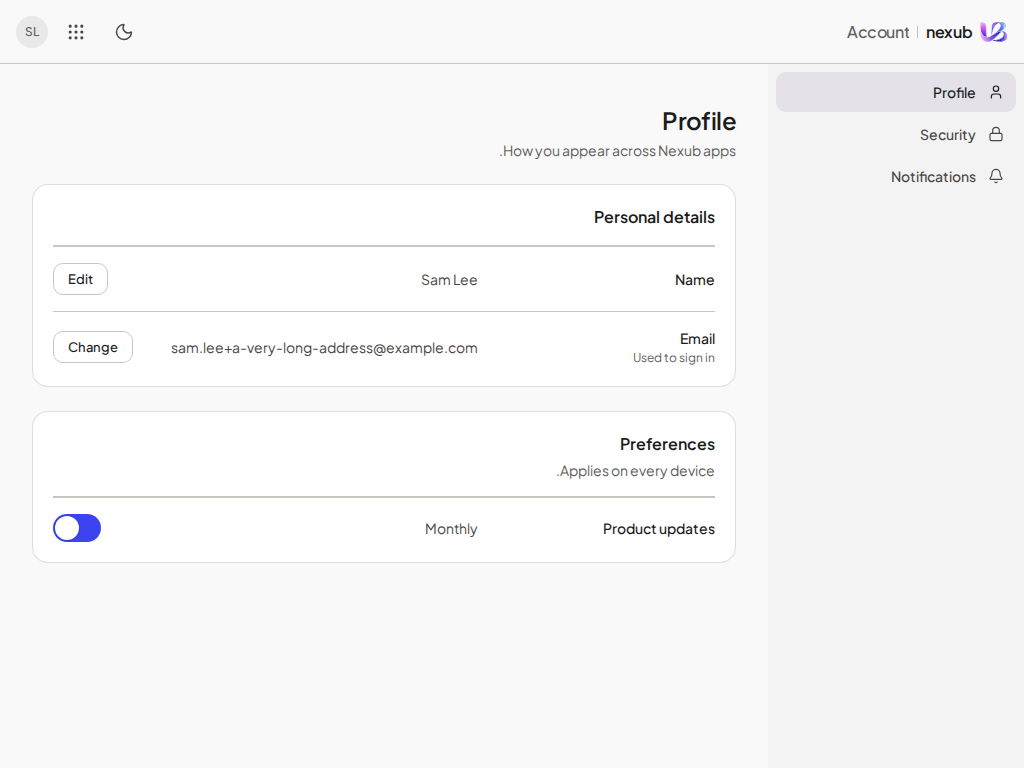 nexub | Account
SL
Profile
Security
Notifications
Profile
.How you appear across Nexub apps
Personal details
Name
Sam Lee
Edit
Email
Used to sign in
sam.lee+a-very-long-address@example.com
Change
Preferences
.Applies on every device
Product updates
Monthly